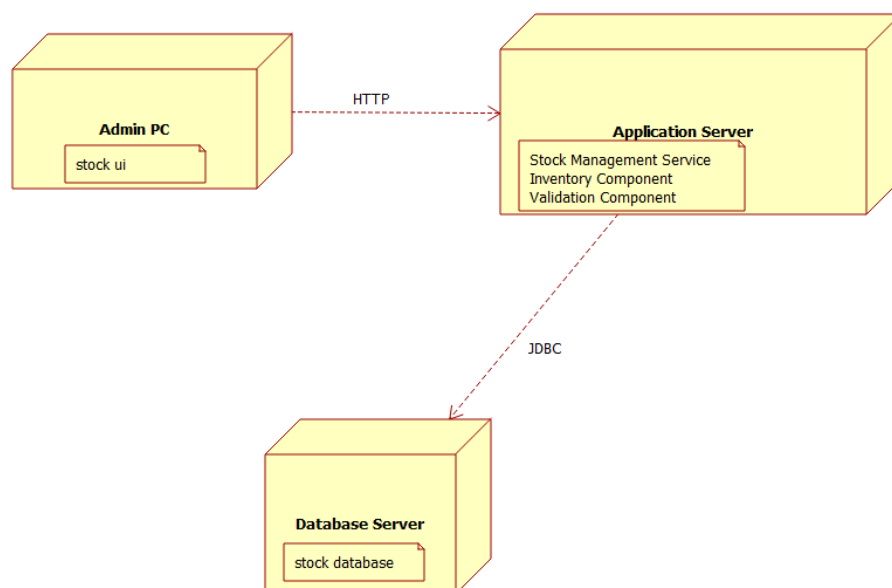 HTTP
Admin PC
stock ui
Application Server
Stock Management Service
Inventory Component
Validation Component
JDBC
Database Server
stock database